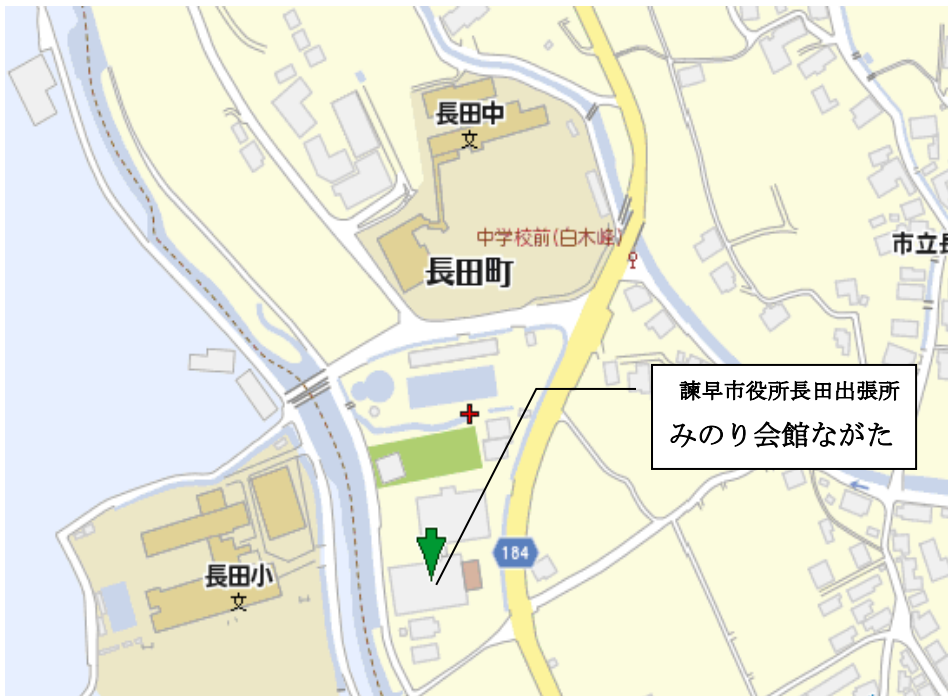 長田中
文
中学校前(白木峰)
長田町
市立長
諫早市役所長田出張所
みのり会館ながた
184
長田小
文